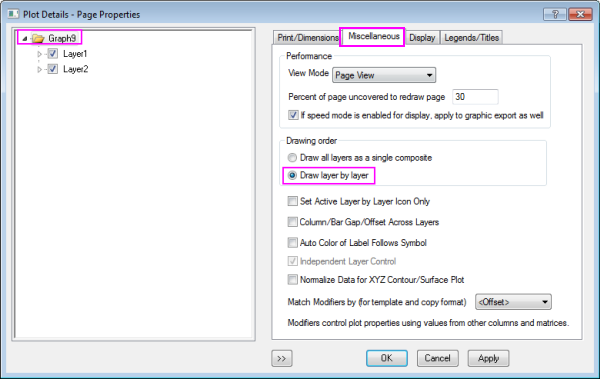 Plot Details - Page Properties
Graph9
Layer1
Layer2
Print/Dimensions Miscellaneous Display Legends/Titles
Performance
View Mode Page View
Percent of page uncovered to redraw page 30
If speed mode is enabled for display, apply to graphic export as well
Drawing order
Draw all layers as a single composite
Draw layer by layer
Set Active Layer by Layer Icon Only
Column/Bar Gap/Offset Across Layers
Auto Color of Label Follows Symbol
Independent Layer Control
Normalize Data for XYZ Contour/Surface Plot
Match Modifiers by (for template and copy format) <Offset>
Modifiers control plot properties using values from other columns and matrices.
>> OK Cancel Apply